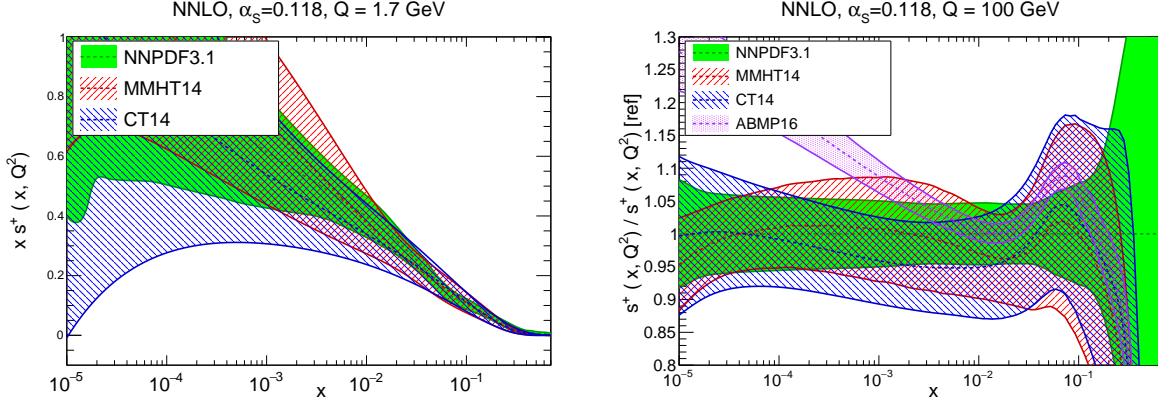 NNLO, α_S=0.118, Q = 1.7 GeV
x s⁺ ( x, Q²)
1
0.8
0.6
0.4
0.2
0
NNPDF3.1
MMHT14
CT14
10⁻⁵ 10⁻⁴ 10⁻³ 10⁻² 10⁻¹
x
NNLO, α_S=0.118, Q = 100 GeV
s⁺ ( x, Q²) / s⁺ ( x, Q²) [ref]
1.3
1.25
1.2
1.15
1.1
1.05
1
0.95
0.9
0.85
0.8
NNPDF3.1
MMHT14
CT14
ABMP16
10⁻⁵ 10⁻⁴ 10⁻³ 10⁻² 10⁻¹
x